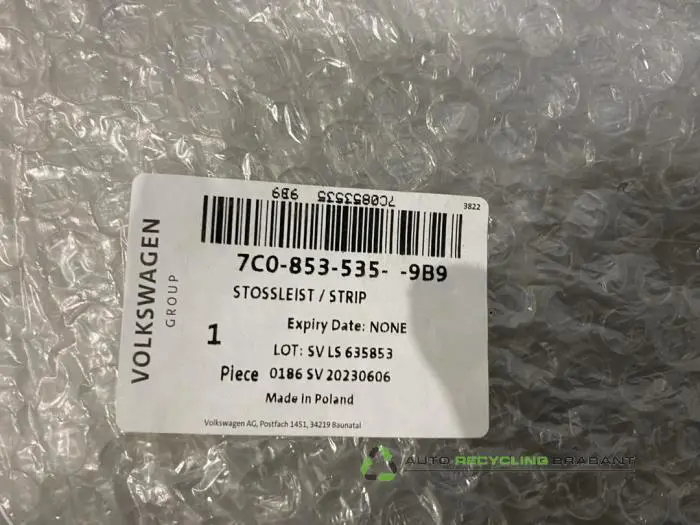 7C0853535 9B9
3822
7C0-853-535- -9B9
STOSSLEIST / STRIP
VOLKSWAGEN
GROUP
1
Piece
Expiry Date: NONE
LOT: SV LS 635853
0186 SV 20230606
Made in Poland
Volkswagen AG, Postfach 1451, 34219 Baunatal
AUTO RECYCLING BRABANT